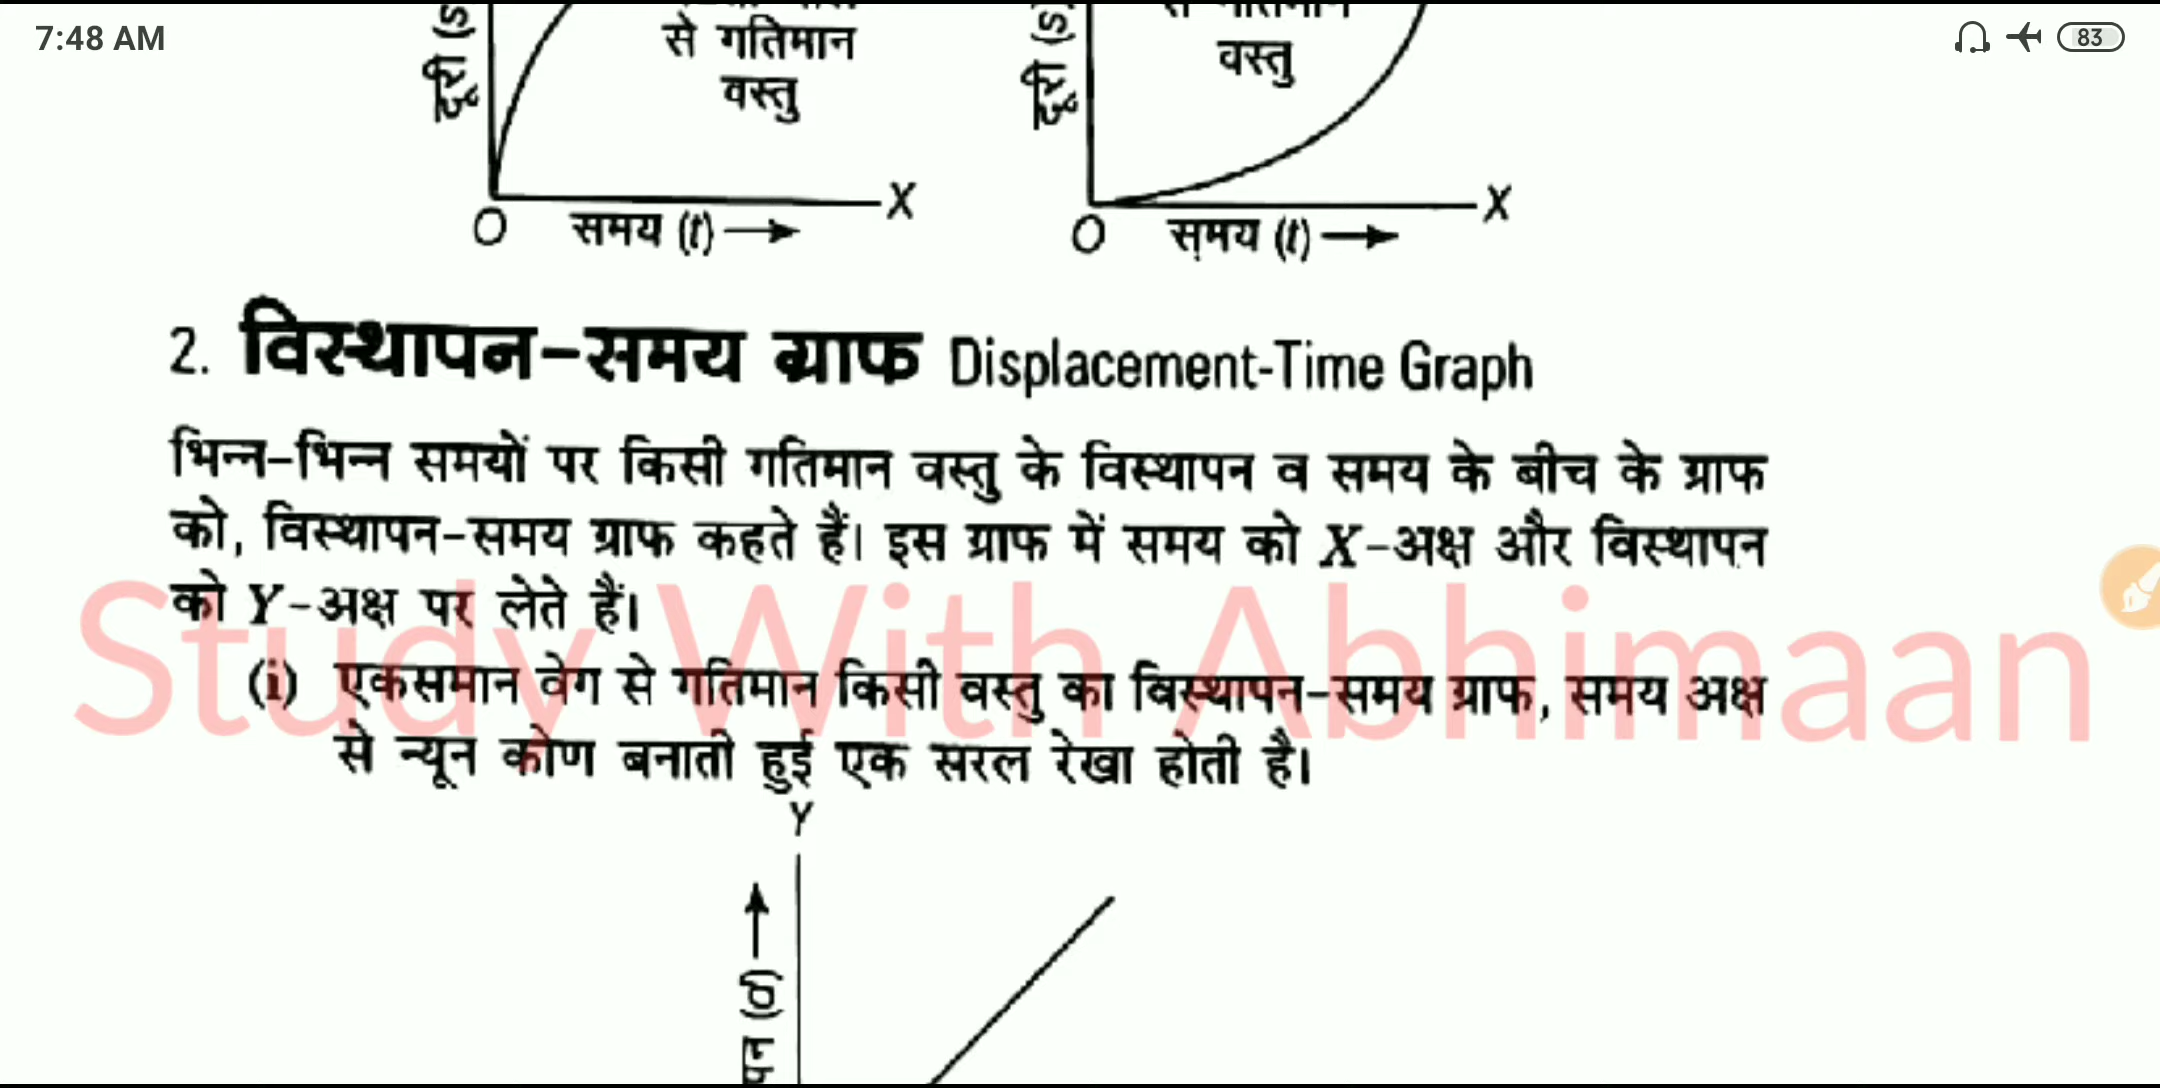 7:48 AM
83
दूरी (s
से गतिमान
वस्तु
X
O
समय (t)
दूरी (s)
वस्तु
X
O
समय (t)
2. विस्थापन-समय ग्राफ Displacement-Time Graph
भिन्न-भिन्न समयों पर किसी गतिमान वस्तु के विस्थापन व समय के बीच के ग्राफ
को, विस्थापन-समय ग्राफ कहते हैं। इस ग्राफ में समय को X-अक्ष और विस्थापन
को Y-अक्ष पर लेते हैं।
Study With Abhimaan
(i) एकसमान वेग से गतिमान किसी वस्तु का विस्थापन-समय ग्राफ, समय अक्ष
से न्यून कोण बनाती हुई एक सरल रेखा होती है।
Y
पन (d)